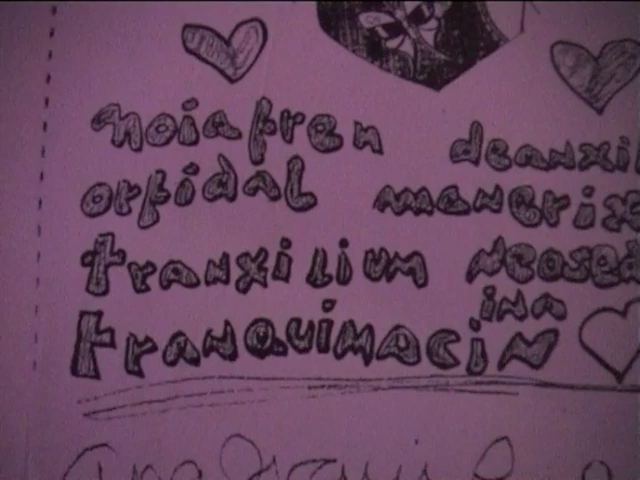 noiafren deanxi
orfidal manerix
tranxilium neosed
ina
tranquimacin